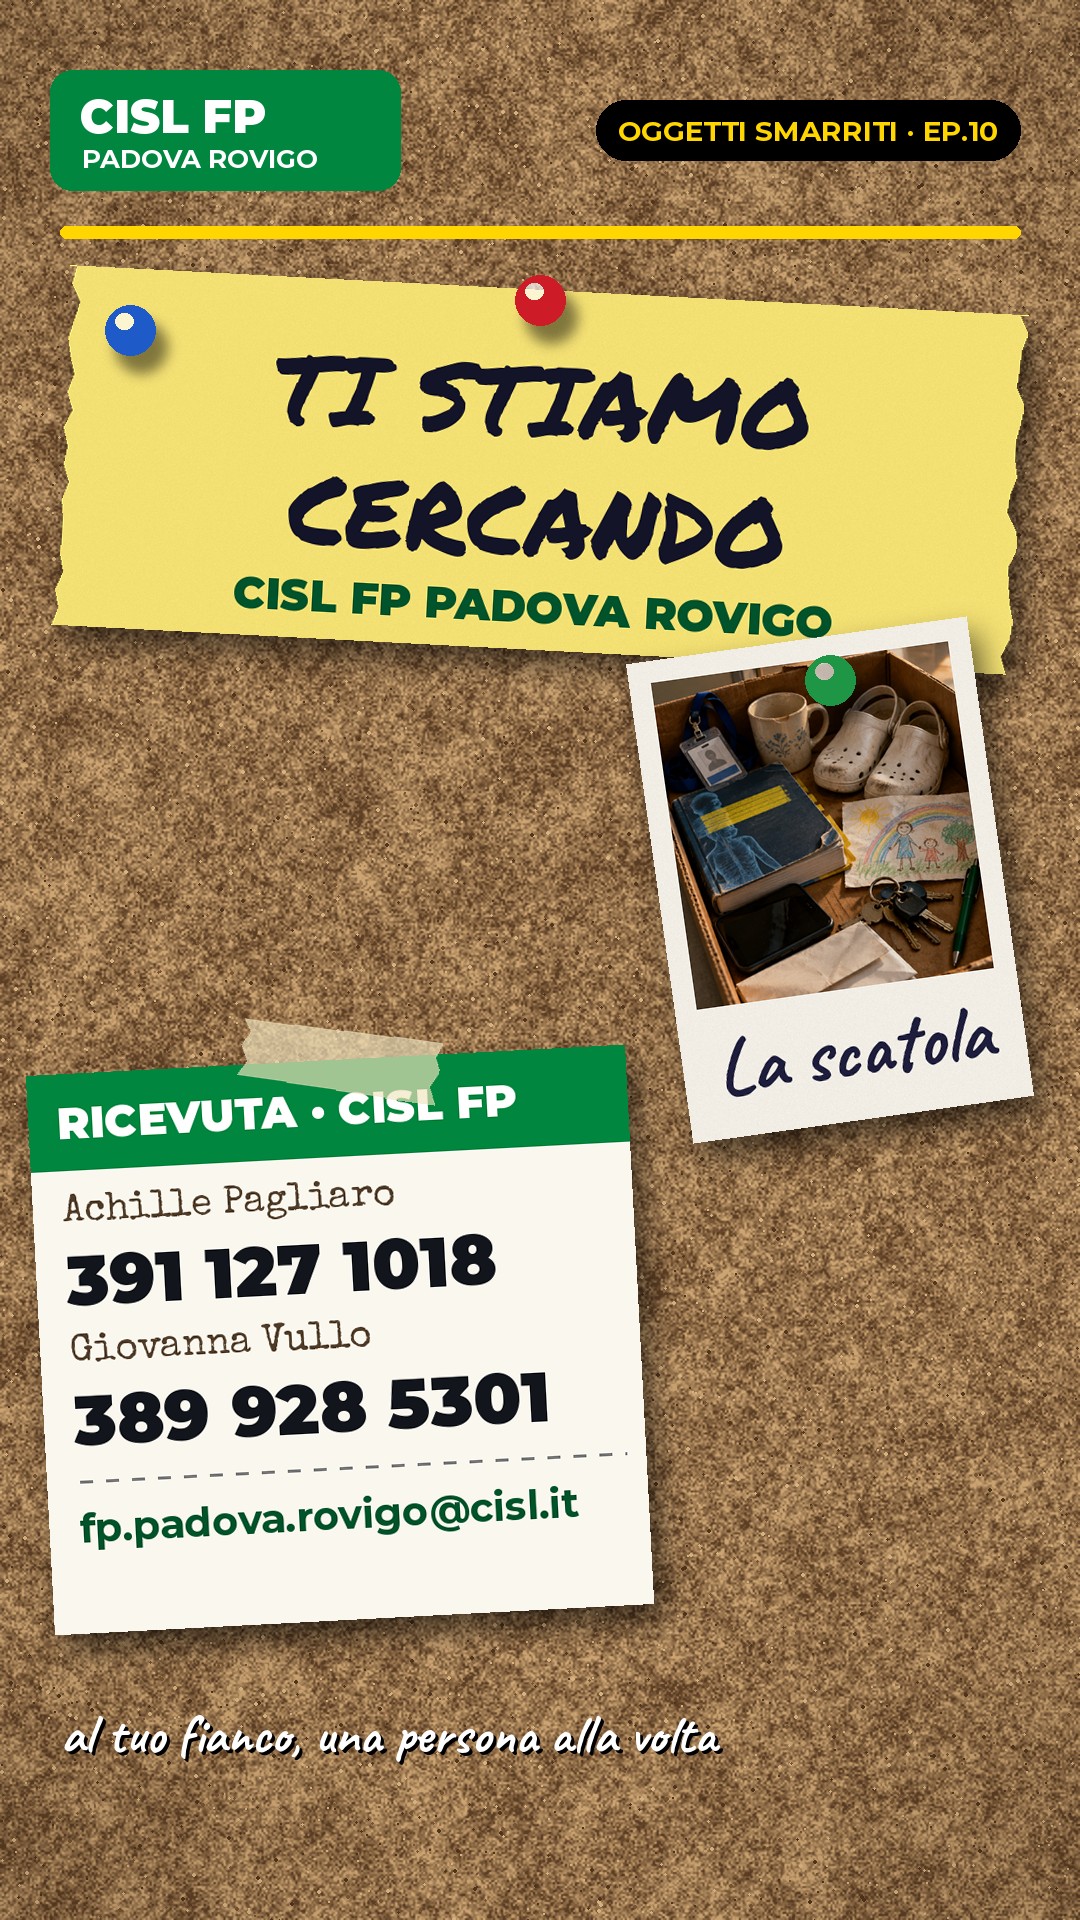 CISL FP
PADOVA ROVIGO
OGGETTI SMARRITI · EP.10
TI STIAMO
CERCANDO
CISL FP PADOVA ROVIGO
La scatola
RICEVUTA • CISL FP
Achille Pagliaro
391 127 1018
Giovanna Vullo
389 928 5301
fp.padova.rovigo@cisl.it
al tuo fianco, una persona alla volta